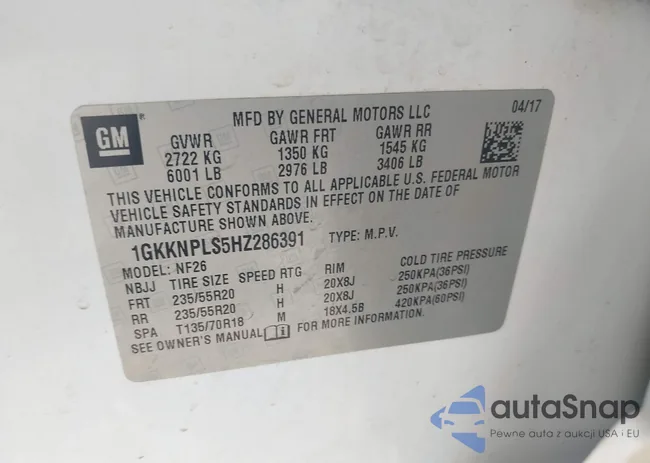 MFD BY GENERAL MOTORS LLC 04/17
GM
GVWR GAWR FRT GAWR RR
2722 KG 1350 KG 1545 KG
6001 LB 2976 LB 3406 LB
THIS VEHICLE CONFORMS TO ALL APPLICABLE U.S. FEDERAL MOTOR
VEHICLE SAFETY STANDARDS IN EFFECT ON THE DATE OF
MANUFACTURE SHOWN ABOVE.
1GKKNPLS5HZ286391 TYPE: M.P.V.
MODEL: NF26
NBJJ TIRE SIZE SPEED RTG RIM COLD TIRE PRESSURE
FRT 235/55R20 H 20X8J 250KPA(36PSI)
RR 235/55R20 H 20X8J 250KPA(36PSI)
SPA T135/70R18 M 18X4.5B 420KPA(60PSI)
SEE OWNER'S MANUAL FOR MORE INFORMATION.
autoSnap
Pewne auta z aukcji USA i EU